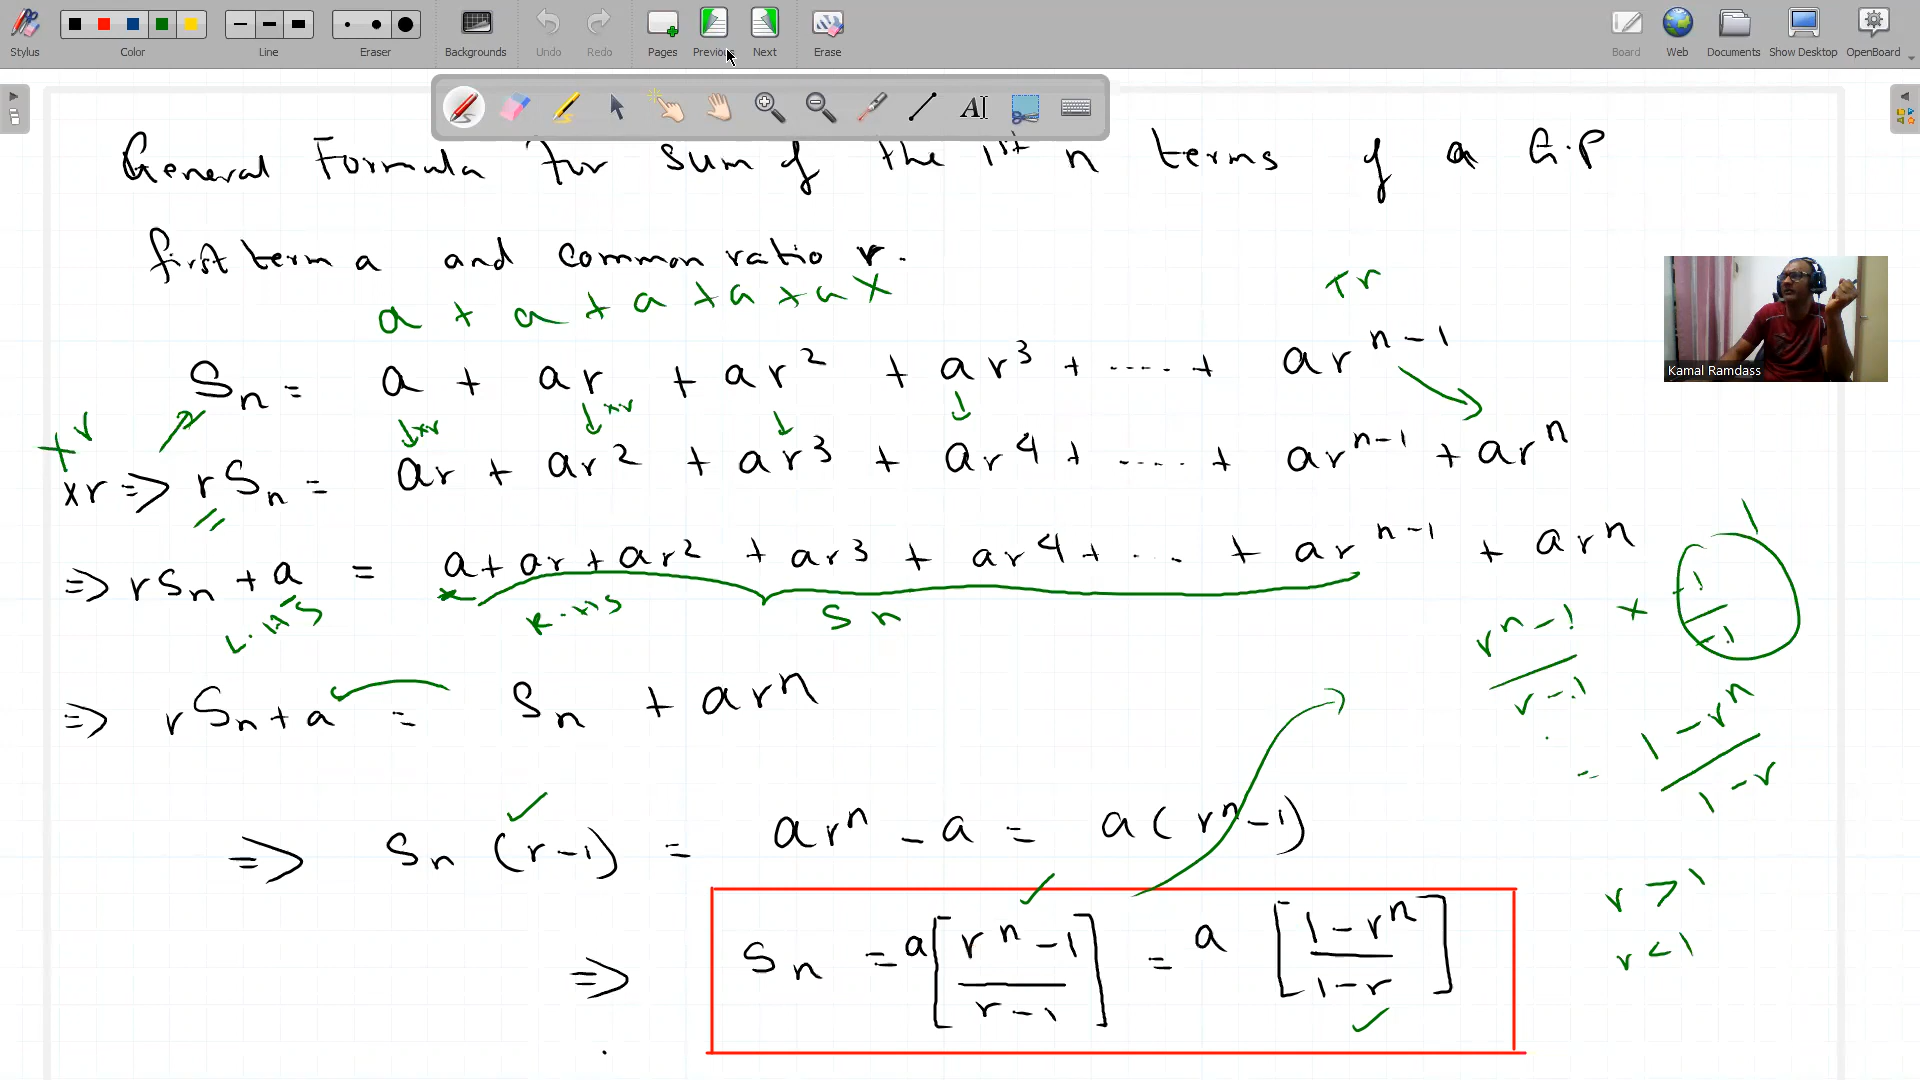 Stylus Color Line Eraser Backgrounds Undo Redo Pages Previous Next Erase Board Web Documents Show Desktop OpenBoard
General Formula for sum of the 1st n terms of a G.P
first term a and common ratio r.
a + a + a + a + a ×
× r
Sₙ = a + ar + ar² + ar³ + ..... + arⁿ⁻¹
× r
×r ×r
×r => rSₙ = ar + ar² + ar³ + ar⁴ + ..... + arⁿ⁻¹ + arⁿ
=> rSₙ + a = a + ar + ar² + ar³ + ar⁴ + ... + arⁿ⁻¹ + arⁿ
L.H.S R.H.S Sₙ
=> rSₙ + a = Sₙ + arⁿ
=> Sₙ (r-1) = arⁿ - a = a(rⁿ-1)
=> Sₙ = a[(rⁿ-1)/(r-1)] = a[(1-rⁿ)/(1-r)]
1
(rⁿ-1)/(r-1) × (-1)/(-1)
= (1-rⁿ)/(1-r)
r > 1
r < 1
Kamal Ramdass
AI